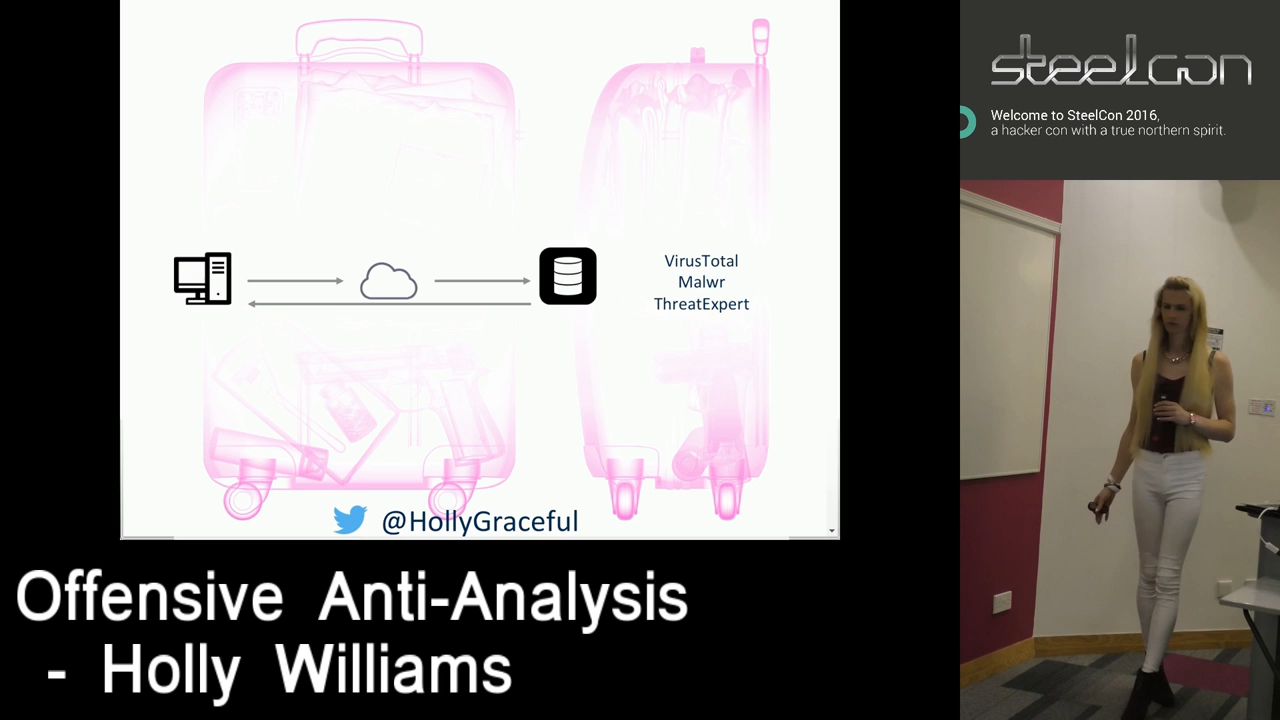 steelcon
Welcome to SteelCon 2016,
a hacker con with a true northern spirit.
VirusTotal
Malwr
ThreatExpert
@HollyGraceful
Offensive Anti-Analysis
- Holly Williams